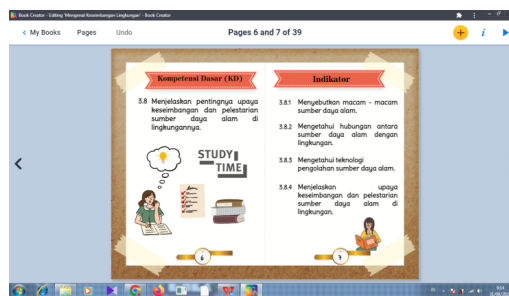 Book Creator - Editing 'Mengenal Keseimbangan Lingkungan' - Book Creator
< My Books
Pages
Undo
Pages 6 and 7 of 39
Kompetensi Dasar (KD)
3.8 Menjelaskan pentingnya upaya
keseimbangan dan pelestarian
sumber daya alam di
lingkungannya.
STUDY
TIME
6
Indikator
3.8.1 Menyebutkan macam - macam
sumber daya alam.
3.8.2 Mengetahui hubungan antara
sumber daya alam dengan
lingkungan.
3.8.3 Mengetahui teknologi
pengolahan sumber daya alam.
3.8.4 Menjelaskan upaya
keseimbangan dan pelestarian
sumber daya alam di
lingkungan.
7